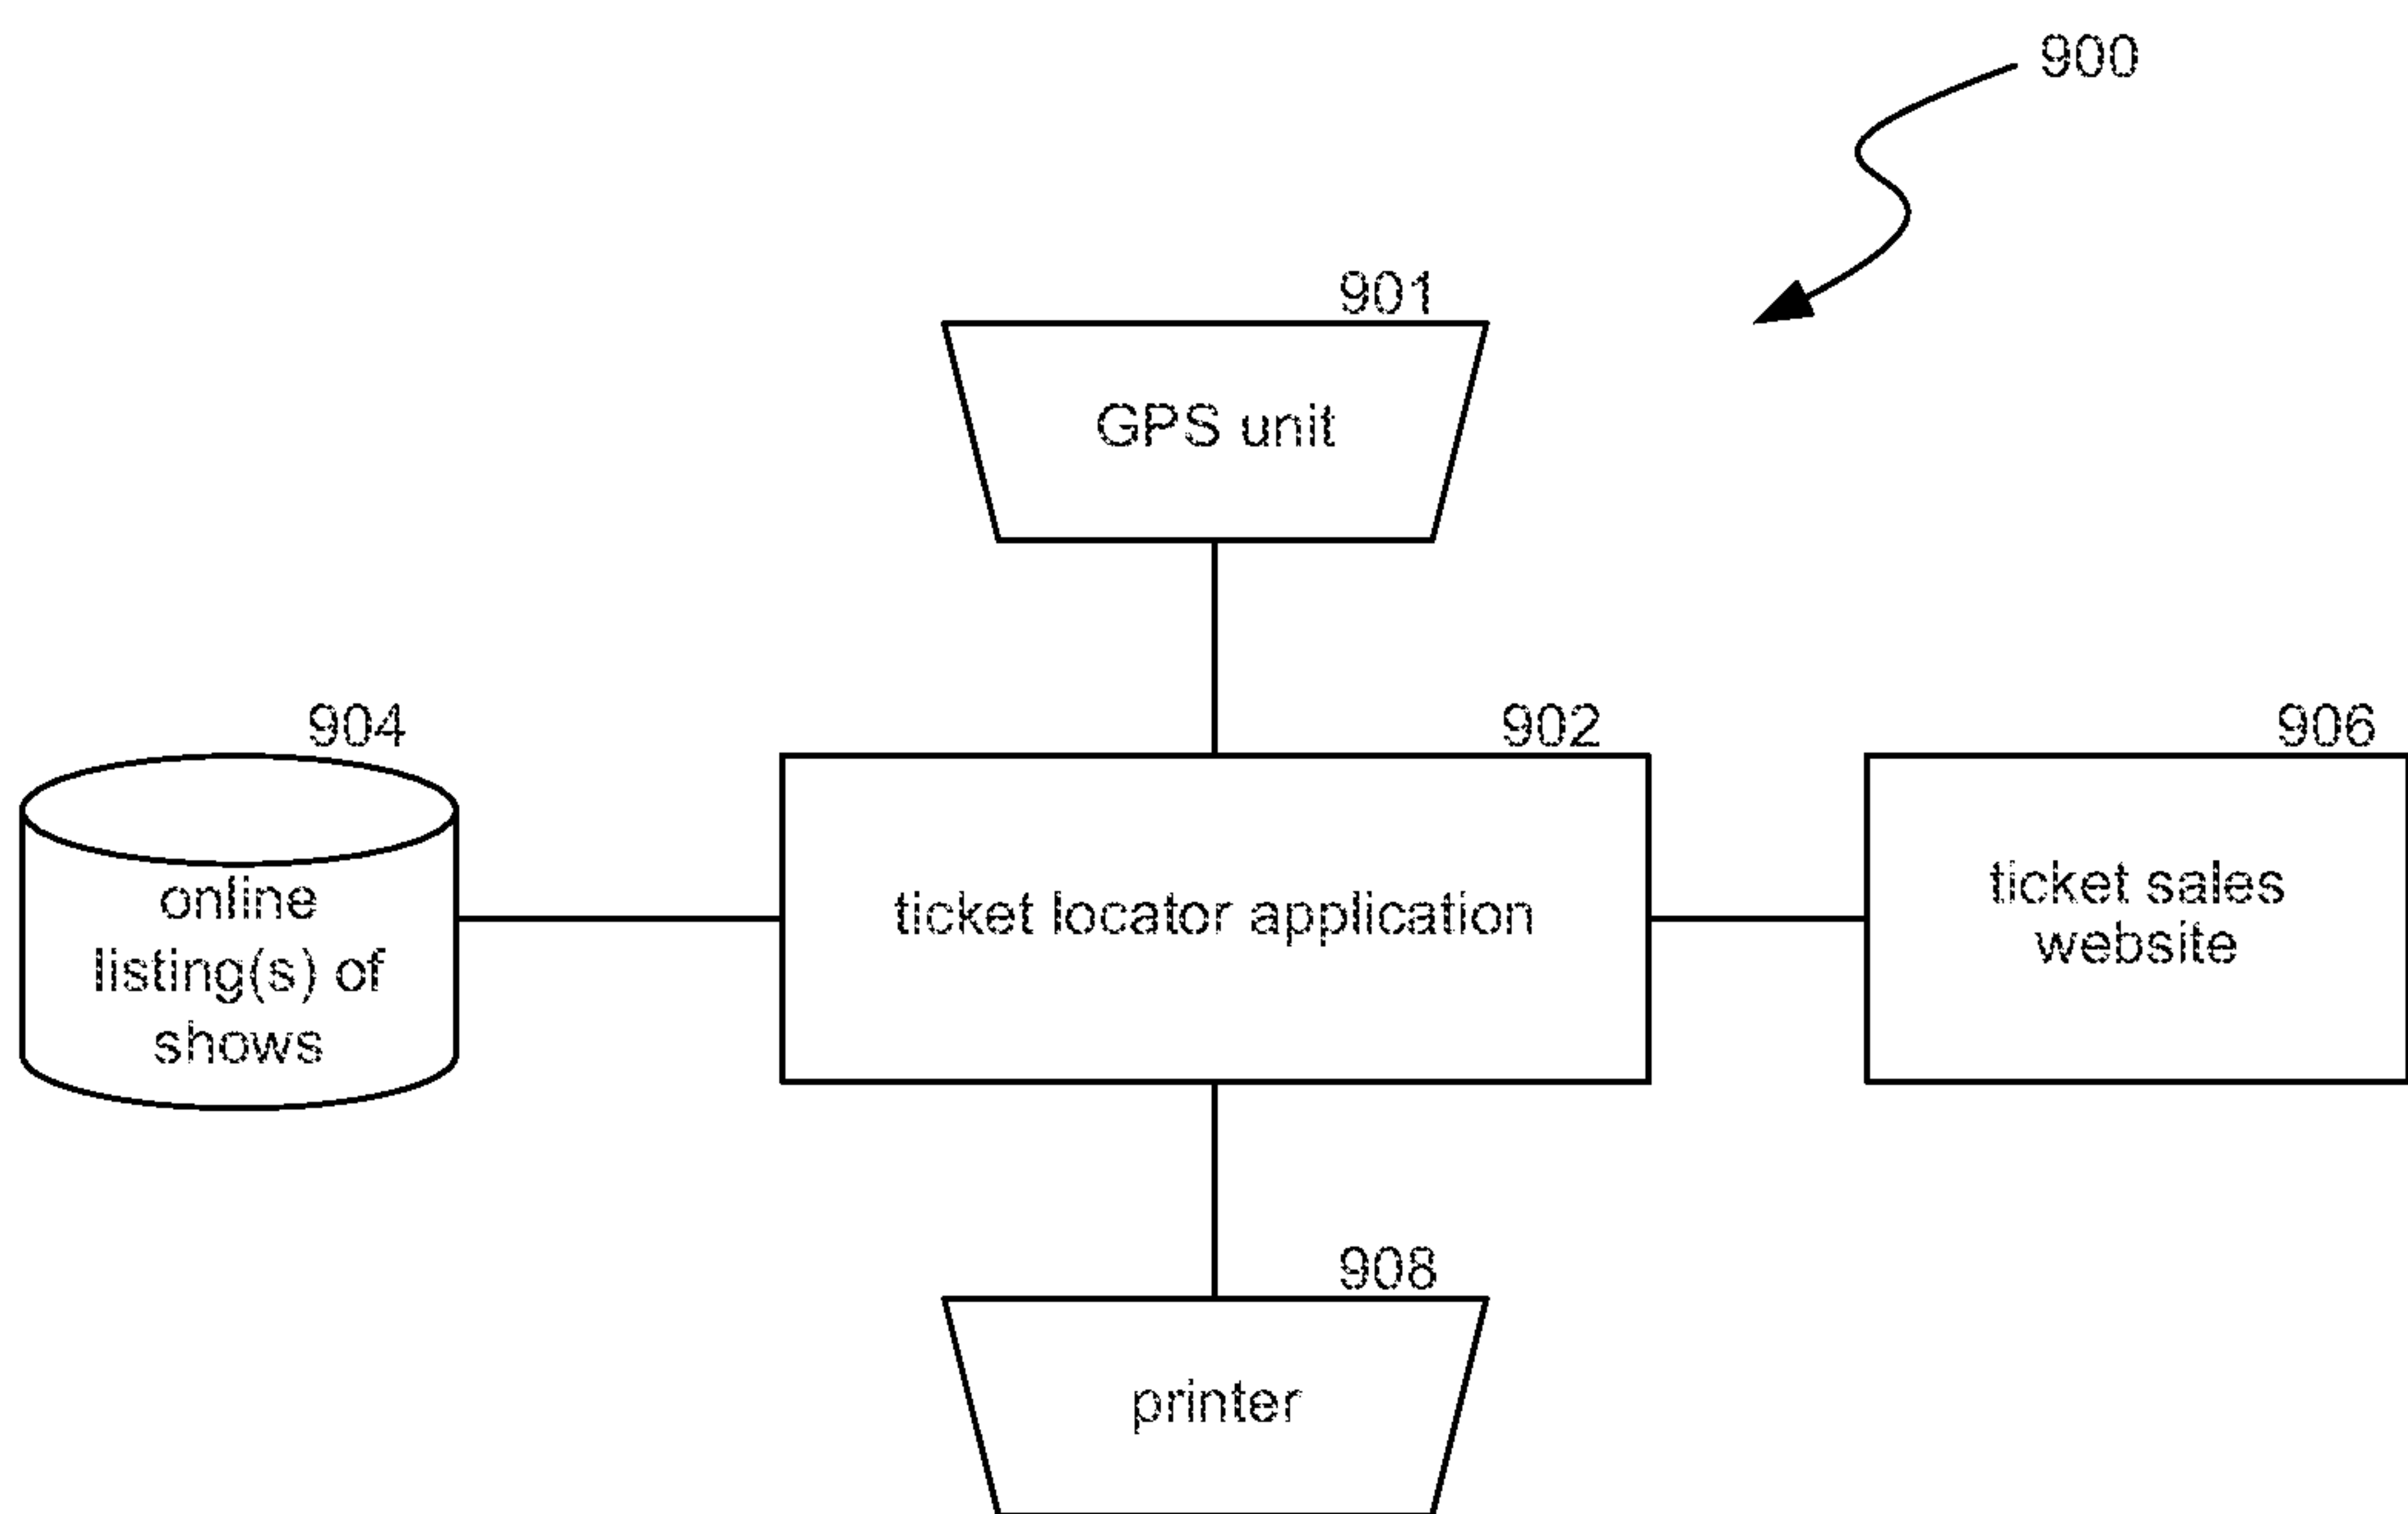 900
901
GPS unit
904
902
906
online
listing(s) of
shows
ticket locator application
ticket sales
website
908
printer